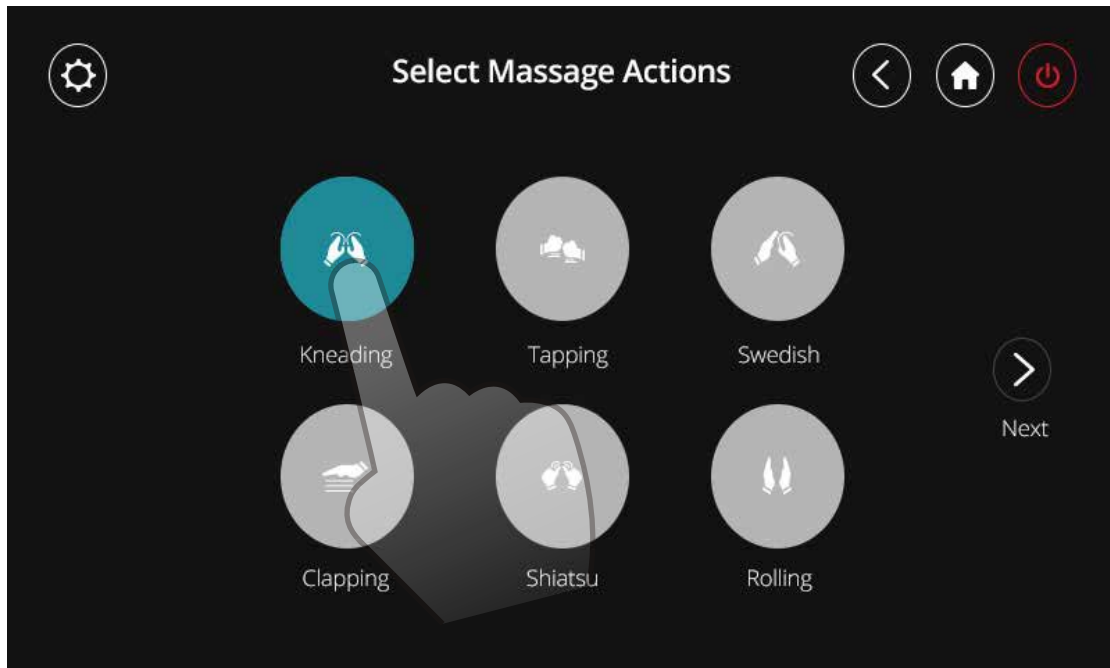 Select Massage Actions
Kneading
Tapping
Swedish
Next
Clapping
Shiatsu
Rolling